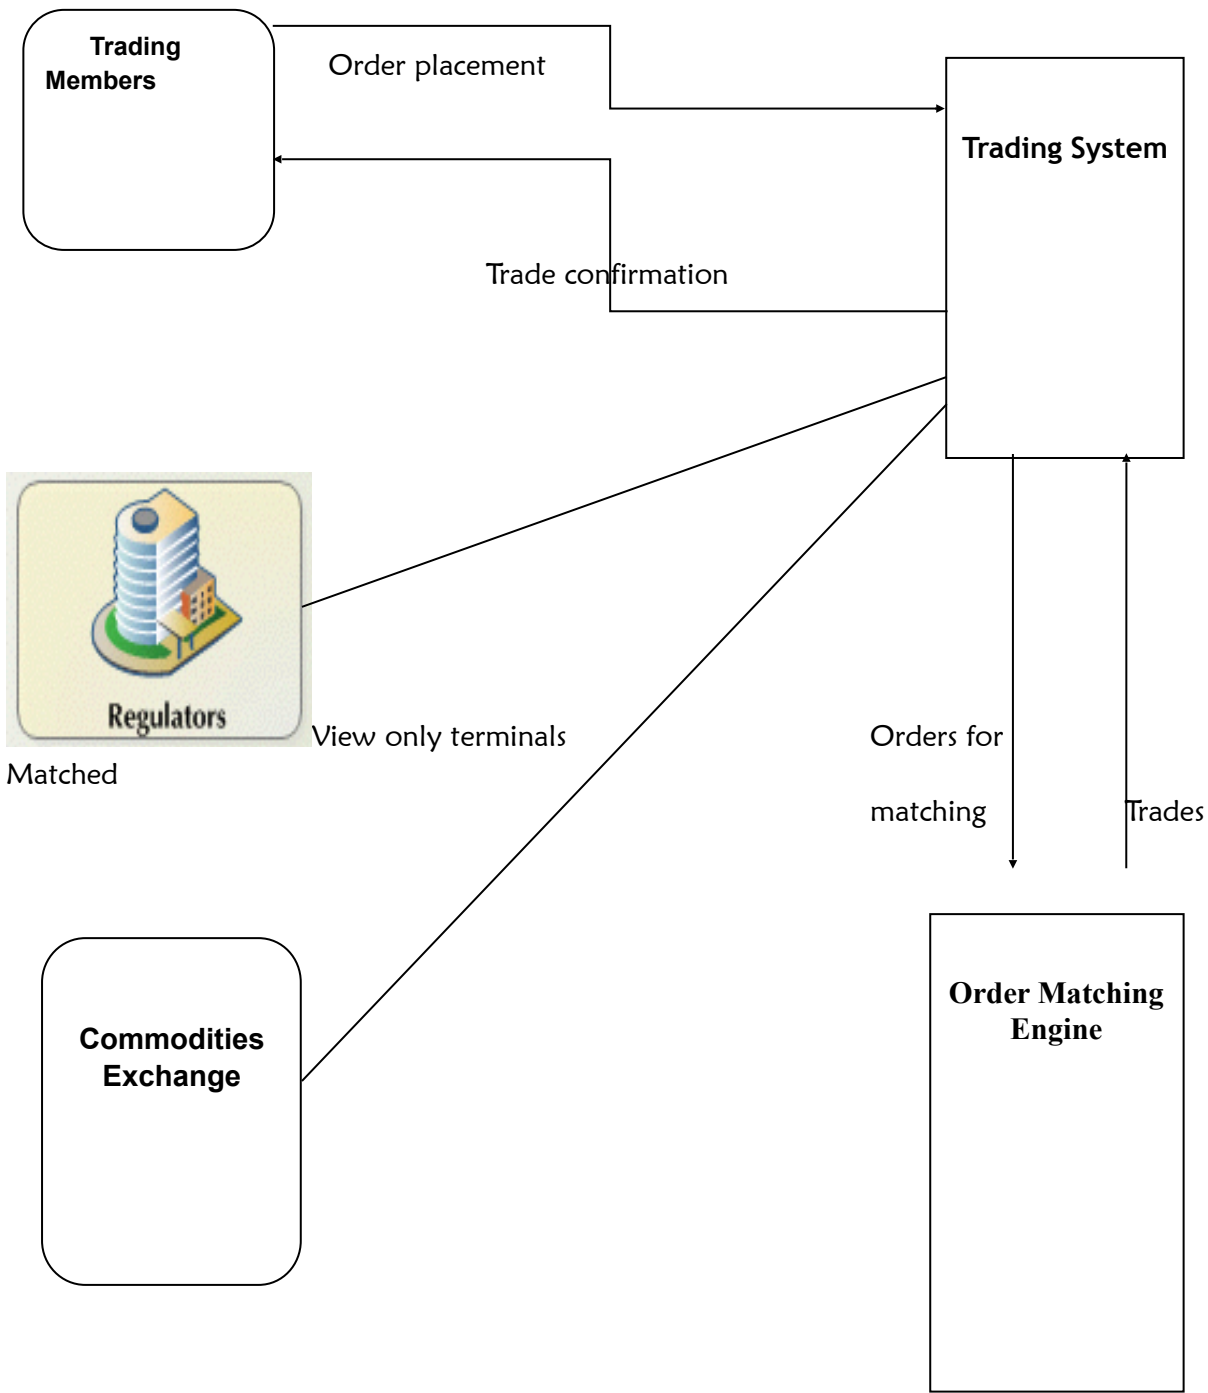 Trading
Members
Order placement
Trading System
Trade confirmation
Regulators
View only terminals
Orders for
Matched
matching
Trades
Commodities
Exchange
Order Matching
Engine